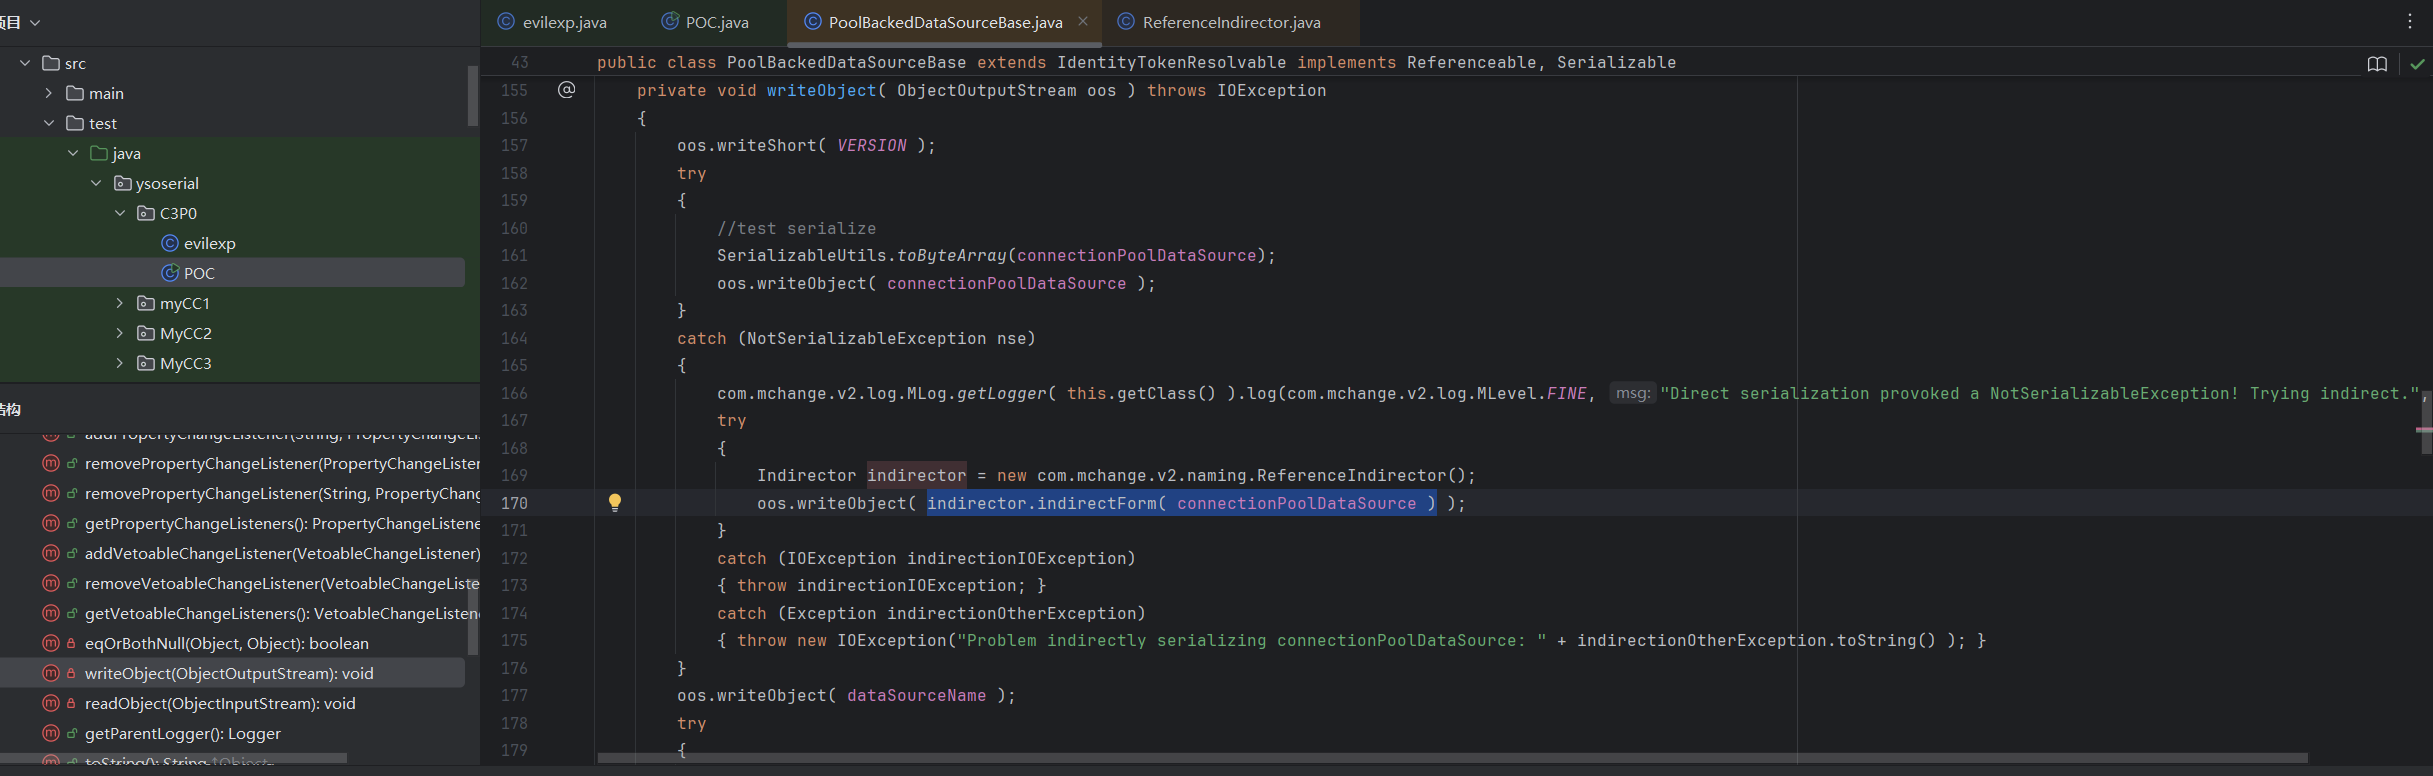 项目
src
main
test
java
ysoserial
C3P0
evilexp
POC
myCC1
MyCC2
MyCC3
结构
removePropertyChangeListener(PropertyChangeListen
removePropertyChangeListener(String, PropertyChang
getPropertyChangeListeners(): PropertyChangeListene
addVetoableChangeListener(VetoableChangeListener)
removeVetoableChangeListener(VetoableChangeListe
getVetoableChangeListeners(): VetoableChangeListen
eqOrBothNull(Object, Object): boolean
writeObject(ObjectOutputStream): void
readObject(ObjectInputStream): void
getParentLogger(): Logger
evilexp.java
POC.java
PoolBackedDataSourceBase.java
ReferenceIndirector.java
43 public class PoolBackedDataSourceBase extends IdentityTokenResolvable implements Referenceable, Serializable
155 private void writeObject( ObjectOutputStream oos ) throws IOException
156 {
157 oos.writeShort( VERSION );
158 try
159 {
160 //test serialize
161 SerializableUtils.toByteArray(connectionPoolDataSource);
162 oos.writeObject( connectionPoolDataSource );
163 }
164 catch (NotSerializableException nse)
165 {
166 com.mchange.v2.log.MLog.getLogger( this.getClass() ).log(com.mchange.v2.log.MLevel.FINE, msg: "Direct serialization provoked a NotSerializableException! Trying indirect.",
167 try
168 {
169 Indirector indirector = new com.mchange.v2.naming.ReferenceIndirector();
170 oos.writeObject( indirector.indirectForm( connectionPoolDataSource ) );
171 }
172 catch (IOException indirectionIOException)
173 { throw indirectionIOException; }
174 catch (Exception indirectionOtherException)
175 { throw new IOException("Problem indirectly serializing connectionPoolDataSource: " + indirectionOtherException.toString() ); }
176 }
177 oos.writeObject( dataSourceName );
178 try
179 {